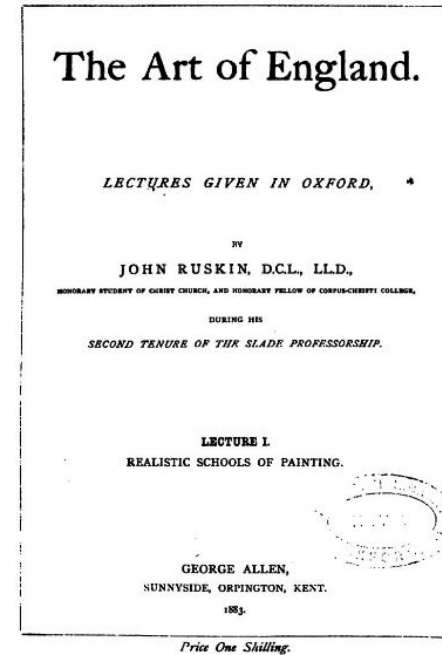 The Art of England.
LECTURES GIVEN IN OXFORD,
BY
JOHN RUSKIN, D.C.L., LL.D.,
HONORARY STUDENT OF CHRIST CHURCH, AND HONORARY FELLOW OF CORPUS-CHRISTI COLLEGE,
DURING HIS
SECOND TENURE OF THE SLADE PROFESSORSHIP.
LECTURE I.
REALISTIC SCHOOLS OF PAINTING.
GEORGE ALLEN,
SUNNYSIDE, ORPINGTON, KENT.
1883.
Price One Shilling.